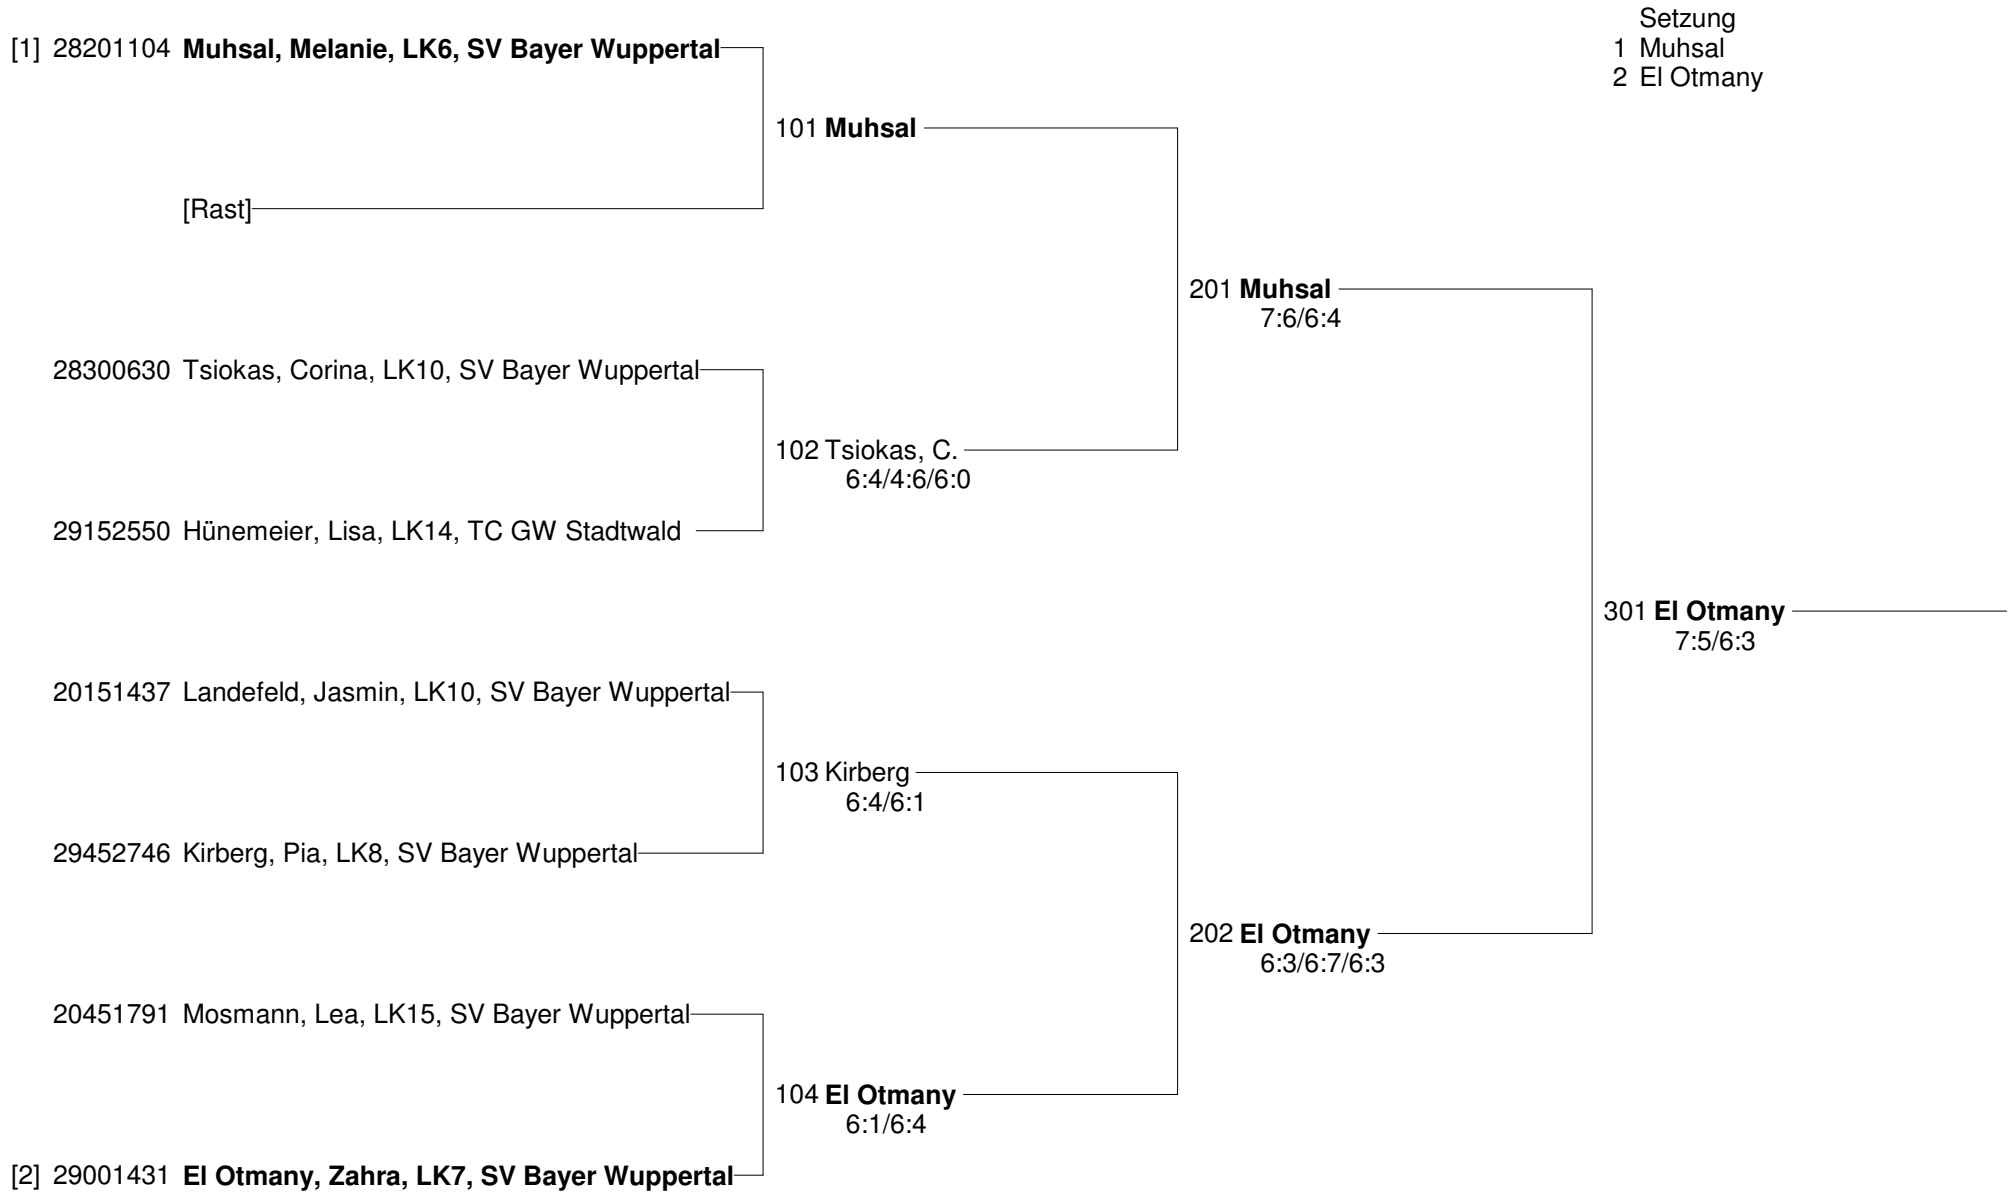 Setzung
1 Muhsal
2 El Otmany
[1] 28201104 Muhsal, Melanie, LK6, SV Bayer Wuppertal
101 Muhsal
[Rast]
201 Muhsal
7:6/6:4
28300630 Tsiokas, Corina, LK10, SV Bayer Wuppertal
102 Tsiokas, C.
6:4/4:6/6:0
29152550 Hünemeier, Lisa, LK14, TC GW Stadtwald
301 El Otmany
7:5/6:3
20151437 Landefeld, Jasmin, LK10, SV Bayer Wuppertal
103 Kirberg
6:4/6:1
29452746 Kirberg, Pia, LK8, SV Bayer Wuppertal
202 El Otmany
6:3/6:7/6:3
20451791 Mosmann, Lea, LK15, SV Bayer Wuppertal
104 El Otmany
6:1/6:4
[2] 29001431 El Otmany, Zahra, LK7, SV Bayer Wuppertal